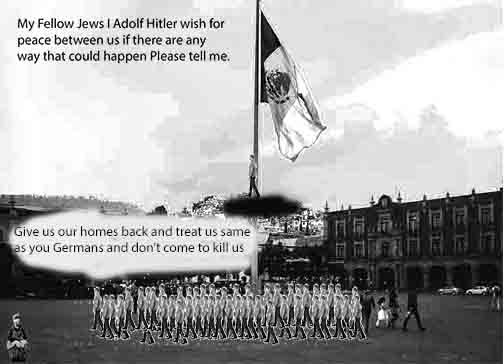 My Fellow Jews I Adolf Hitler wish for
peace between us if there are any
way that could happen Please tell me.
Give us our homes back and treat us same
as you Germans and don't come to kill us